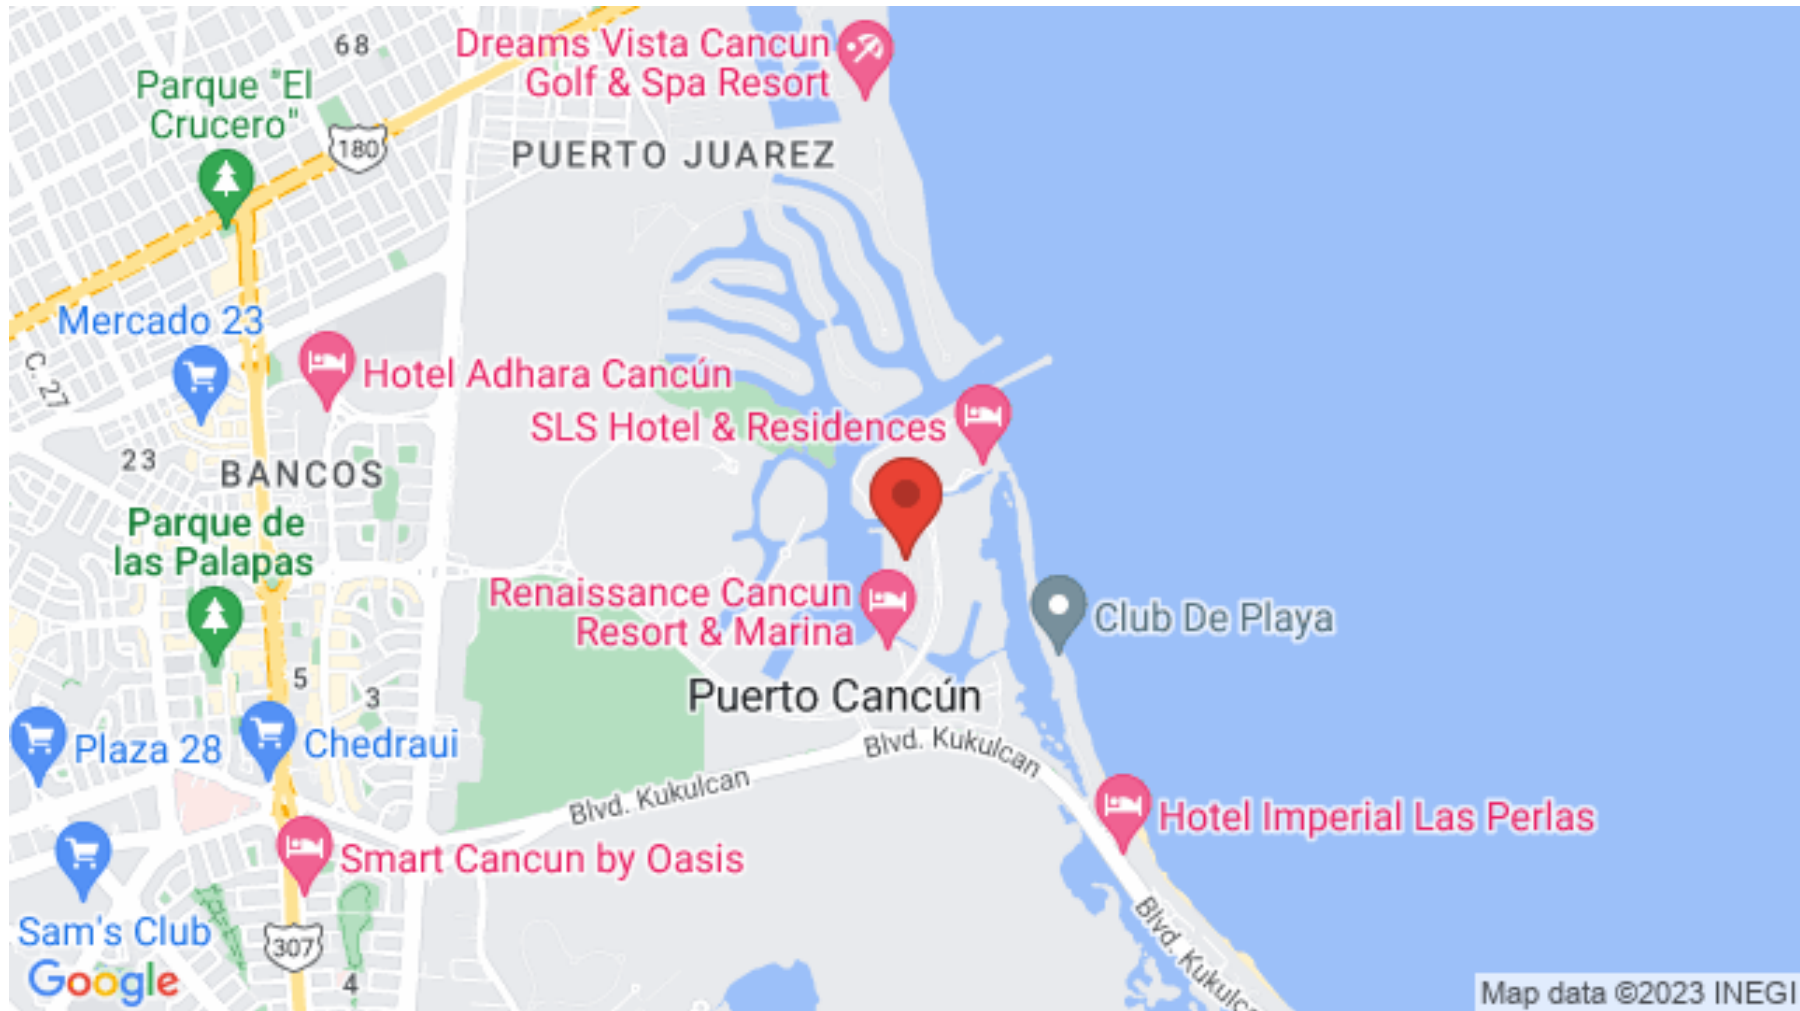 68
Dreams Vista Cancun
Golf & Spa Resort
Parque "El
Crucero"
180
PUERTO JUAREZ
Mercado 23
C. 27
Hotel Adhara Cancún
SLS Hotel & Residences
23
BANCOS
Parque de
las Palapas
Renaissance Cancun
Resort & Marina
Club De Playa
5
3
Puerto Cancún
Plaza 28
Chedraui
Blvd. Kukulcan
Blvd. Kukulcan
Hotel Imperial Las Perlas
Smart Cancun by Oasis
Sam's Club
307
Blvd. Kukulcan
Google
4
Map data ©2023 INEGI